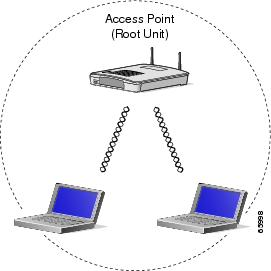 Access Point
(Root Unit)
65998